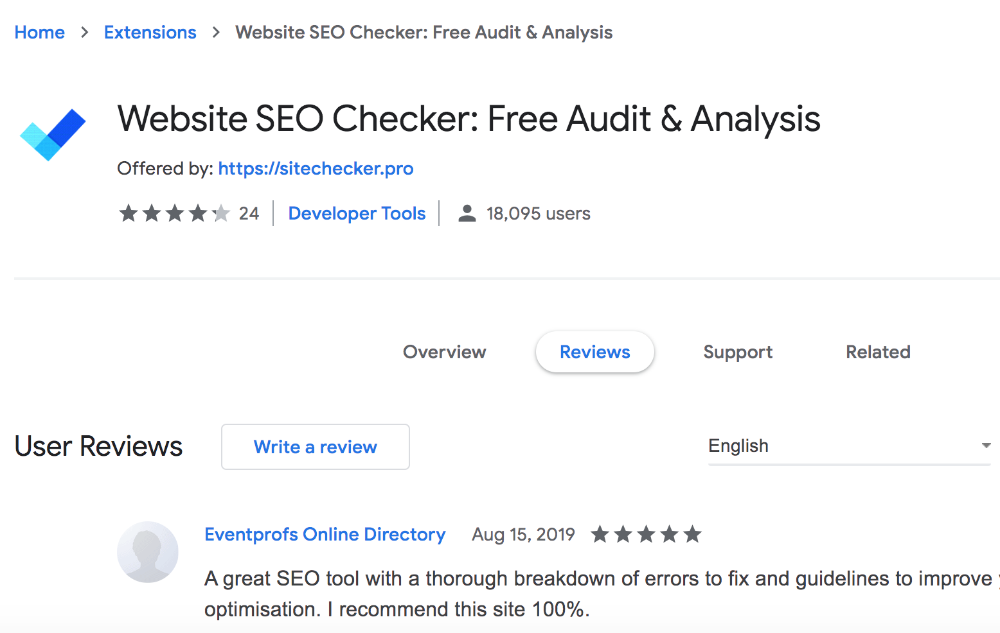 Home > Extensions > Website SEO Checker: Free Audit & Analysis
Website SEO Checker: Free Audit & Analysis
Offered by: https://sitechecker.pro
24 Developer Tools 18,095 users
Overview Reviews Support Related
User Reviews Write a review English
Eventprofs Online Directory Aug 15, 2019
A great SEO tool with a thorough breakdown of errors to fix and guidelines to improve
optimisation. I recommend this site 100%.